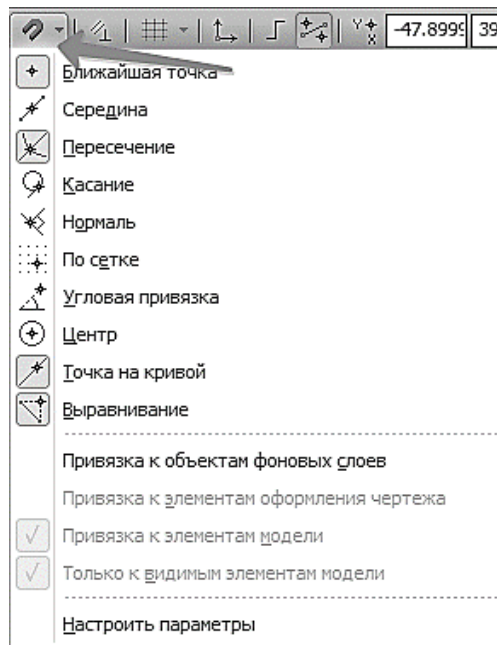 -47.8999 39
Ближайшая точка
Середина
Пересечение
Касание
Нормаль
По сетке
Угловая привязка
Центр
Точка на кривой
Выравнивание
Привязка к объектам фоновых слоев
Привязка к элементам оформления чертежа
Привязка к элементам модели
Только к видимым элементам модели
Настроить параметры